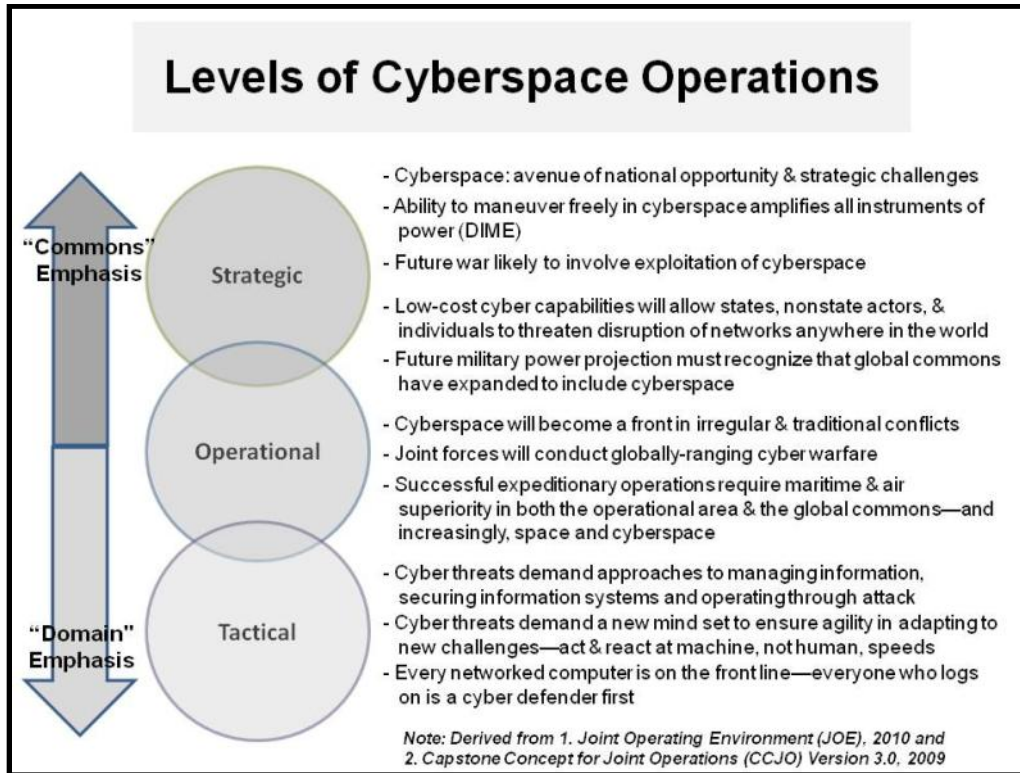 Levels of Cyberspace Operations
“Commons”
Emphasis
Strategic
Operational
Tactical
“Domain”
Emphasis
- Cyberspace: avenue of national opportunity & strategic challenges
- Ability to maneuver freely in cyberspace amplifies all instruments of
power (DIME)
- Future war likely to involve exploitation of cyberspace
- Low-cost cyber capabilities will allow states, nonstate actors, &
individuals to threaten disruption of networks anywhere in the world
- Future military power projection must recognize that global commons
have expanded to include cyberspace
- Cyberspace will become a front in irregular & traditional conflicts
- Joint forces will conduct globally-ranging cyber warfare
- Successful expeditionary operations require maritime & air
superiority in both the operational area & the global commons—and
increasingly, space and cyberspace
- Cyber threats demand approaches to managing information,
securing information systems and operating through attack
- Cyber threats demand a new mind set to ensure agility in adapting to
new challenges—act & react at machine, not human, speeds
- Every networked computer is on the front line—everyone who logs
on is a cyber defender first
Note: Derived from 1. Joint Operating Environment (JOE), 2010 and
2. Capstone Concept for Joint Operations (CCJO) Version 3.0, 2009